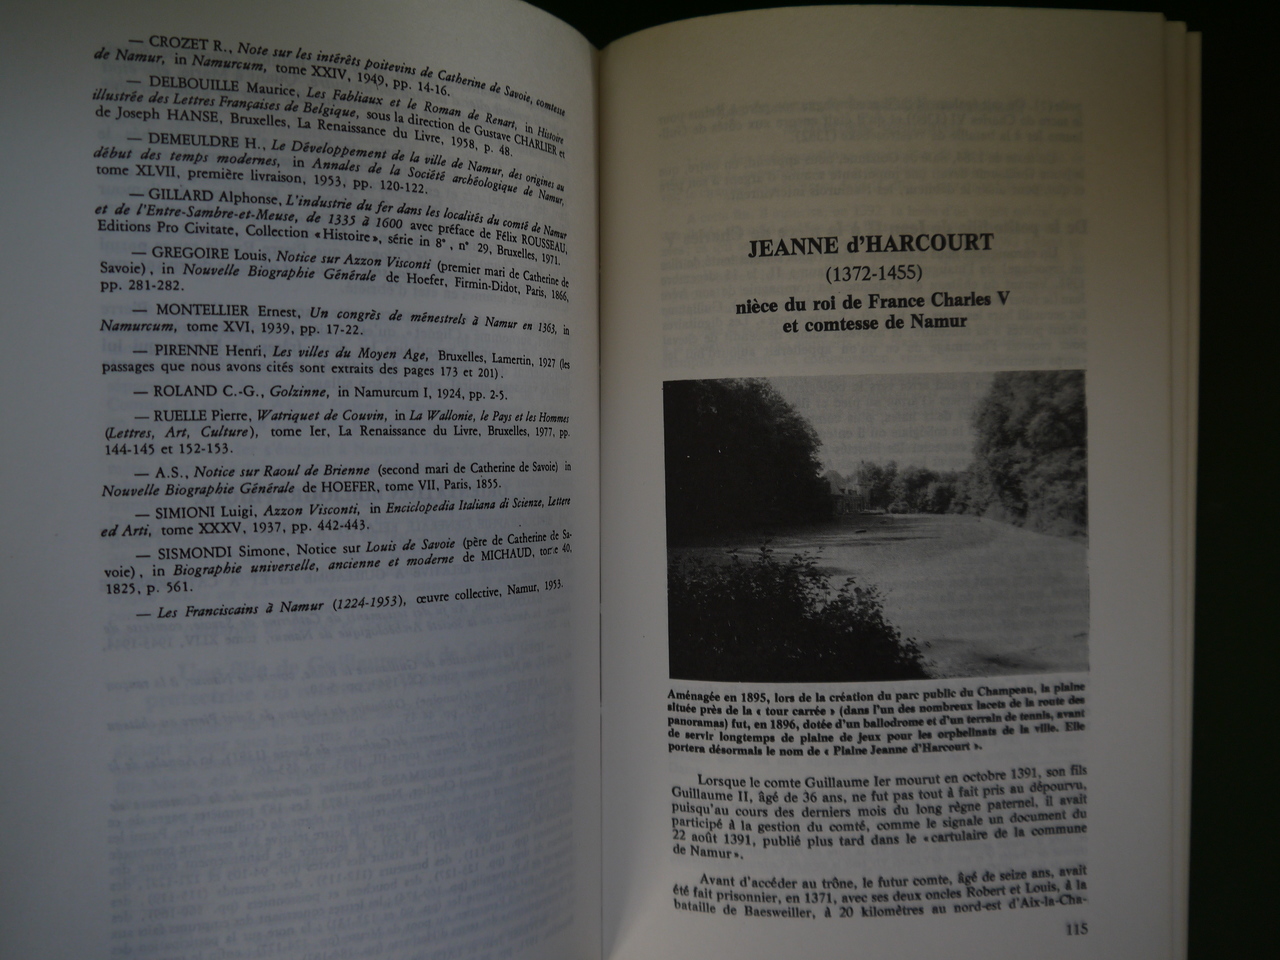 — CROZET R., Note sur les intérêts poitevins de Catherine de Savoie, comtesse
de Namur, in Namurcum, tome XXIV, 1949, pp. 14-16.
— DELBOUILLE Maurice, Les Fabliaux et le Roman de Renart, in Histoire
illustrée des Lettres Françaises de Belgique, sous la direction de Gustave CHARLIER et
de Joseph HANSE, Bruxelles, La Renaissance du Livre, 1958, p. 48.
— DEMEULDRE H., Le Développement de la ville de Namur, des origines au
début des temps modernes, in Annales de la Société archéologique de Namur,
tome XLVII, première livraison, 1953, pp. 120-122.
— GILLARD Alphonse, L'industrie du fer dans les localités du comté de Namur
et de l'Entre-Sambre-et-Meuse, de 1335 à 1600 avec préface de Félix ROUSSEAU,
Editions Pro Civitate, Collection « Histoire », série in 8°, n° 29, Bruxelles, 1971.
— GREGOIRE Louis, Notice sur Azzon Visconti (premier mari de Catherine de
Savoie), in Nouvelle Biographie Générale de Hoefer, Firmin-Didot, Paris, 1866,
pp. 281-282.
— MONTELLIER Ernest, Un congrès de ménestrels à Namur en 1363, in
Namurcum, tome XVI, 1939, pp. 17-22.
— PIRENNE Henri, Les villes du Moyen Age, Bruxelles, Lamertin, 1927 (les
passages que nous avons cités sont extraits des pages 173 et 201).
— ROLAND C.-G., Golzinne, in Namurcum I, 1924, pp. 2-5.
— RUELLE Pierre, Watriquet de Couvin, in La Wallonie, le Pays et les Hommes
(Lettres, Art, Culture), tome Ier, La Renaissance du Livre, Bruxelles, 1977, pp.
144-145 et 152-153.
— A.S., Notice sur Raoul de Brienne (second mari de Catherine de Savoie) in
Nouvelle Biographie Générale de HOEFER, tome VII, Paris, 1855.
— SIMIONI Luigi, Azzon Visconti, in Enciclopedia Italiana di Scienze, Lettere
ed Arti, tome XXXV, 1937, pp. 442-443.
— SISMONDI Simone, Notice sur Louis de Savoie (père de Catherine de Sa-
voie), in Biographie universelle, ancienne et moderne de MICHAUD, tome 40,
1825, p. 561.
— Les Franciscains à Namur (1224-1953), œuvre collective, Namur, 1953.
JEANNE d'HARCOURT
(1372-1455)
nièce du roi de France Charles V
et comtesse de Namur
Aménagée en 1895, lors de la création du parc public du Champeau, la plaine
située près de la « tour carrée » (dans l'un des nombreux lacets de la route des
panoramas) fut, en 1896, dotée d'un ballodrome et d'un terrain de tennis, avant
de servir longtemps de plaine de jeux pour les orphelinats de la ville. Elle
portera désormais le nom de « Plaine Jeanne d'Harcourt ».
Lorsque le comte Guillaume Ier mourut en octobre 1391, son fils
Guillaume II, âgé de 36 ans, ne fut pas tout à fait pris au dépourvu,
puisqu'au cours des derniers mois du long règne paternel, il avait
participé à la gestion du comté, comme le signale un document du
22 août 1391, publié plus tard dans le « cartulaire de la commune
de Namur ».
Avant d'accéder au trône, le futur comte, âgé de seize ans, avait
été fait prisonnier, en 1371, avec ses deux oncles Robert et Louis, à la
bataille de Baesweiller, à 20 kilomètres au nord-est d'Aix-la-Cha-
115